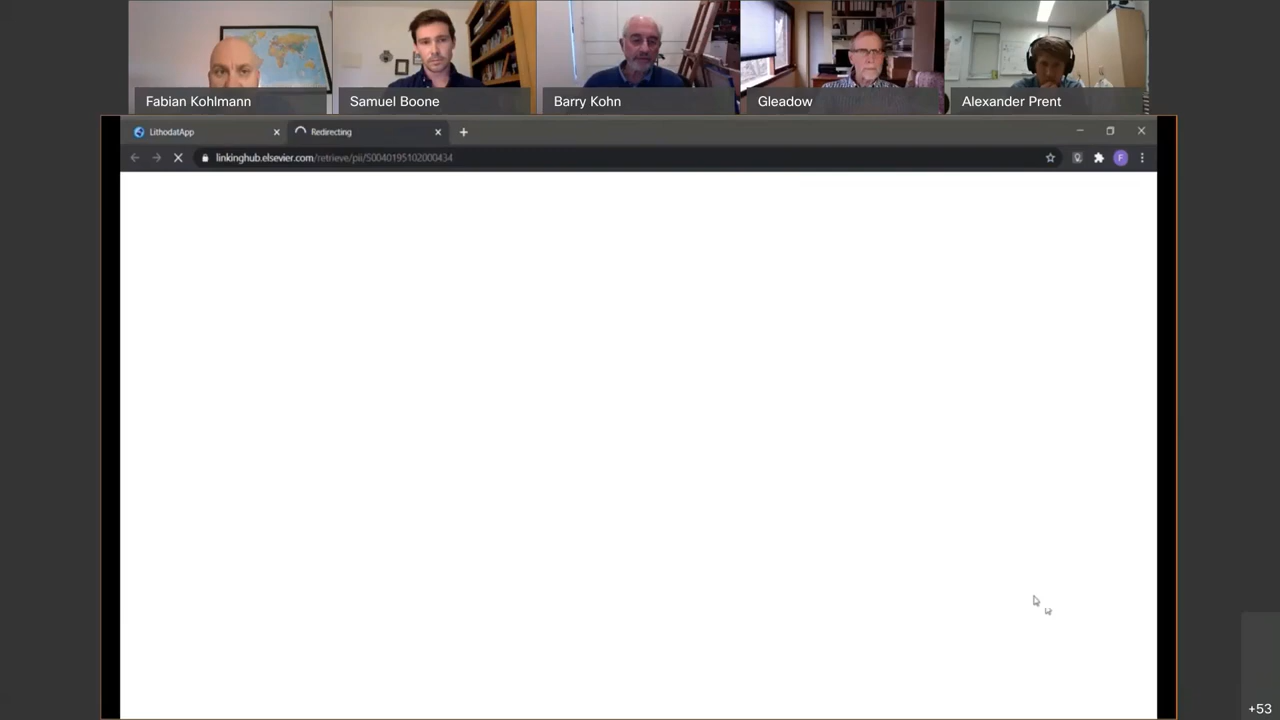 Fabian Kohlmann
Samuel Boone
Barry Kohn
Gleadow
Alexander Prent
LithodatApp
Redirecting
linkinghub.elsevier.com/retrieve/pii/S0040195102000434
F
+53